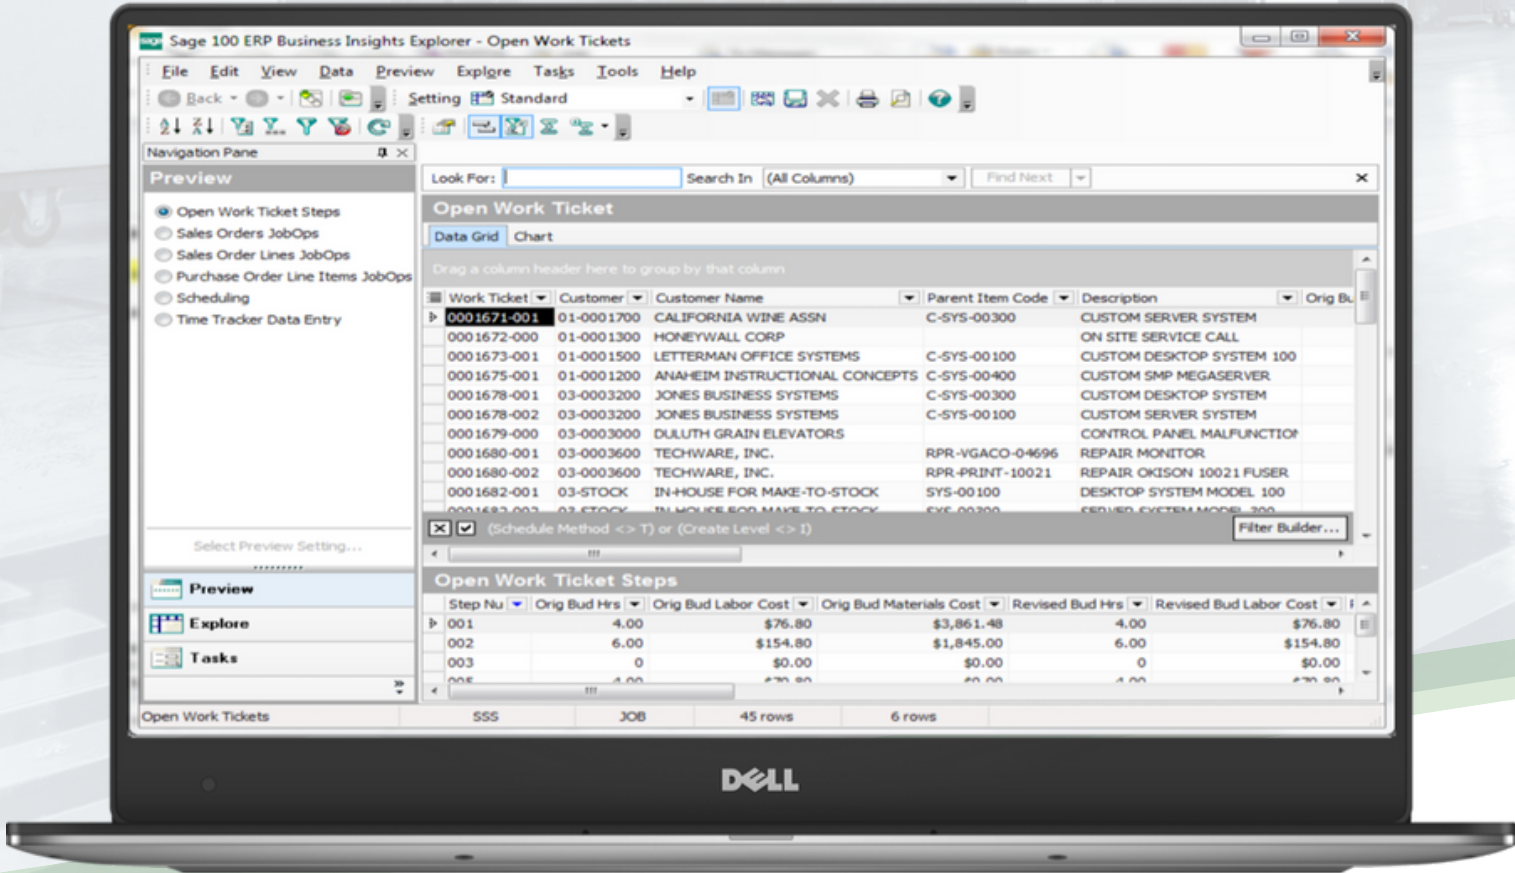 sage Sage 100 ERP Business Insights Explorer - Open Work Tickets
File Edit View Data Preview Explore Tasks Tools Help
Back Setting Standard
Navigation Pane
Preview
Look For: Search In (All Columns) Find Next
Open Work Ticket Steps
Sales Orders JobOps
Sales Order Lines JobOps
Purchase Order Line Items JobOps
Scheduling
Time Tracker Data Entry
Select Preview Setting...
Preview
Explore
Tasks
Open Work Ticket
Data Grid Chart
Drag a column header here to group by that column
Work Ticket Customer Customer Name Parent Item Code Description Orig Bu
0001671-001 01-0001700 CALIFORNIA WINE ASSN C-SYS-00300 CUSTOM SERVER SYSTEM
0001672-000 01-0001300 HONEYWALL CORP ON SITE SERVICE CALL
0001673-001 01-0001500 LETTERMAN OFFICE SYSTEMS C-SYS-00100 CUSTOM DESKTOP SYSTEM 100
0001675-001 01-0001200 ANAHEIM INSTRUCTIONAL CONCEPTS C-SYS-00400 CUSTOM SMP MEGASERVER
0001678-001 03-0003200 JONES BUSINESS SYSTEMS C-SYS-00300 CUSTOM DESKTOP SYSTEM
0001678-002 03-0003200 JONES BUSINESS SYSTEMS C-SYS-00100 CUSTOM SERVER SYSTEM
0001679-000 03-0003000 DULUTH GRAIN ELEVATORS CONTROL PANEL MALFUNCTION
0001680-001 03-0003600 TECHWARE, INC. RPR-VGACO-04696 REPAIR MONITOR
0001680-002 03-0003600 TECHWARE, INC. RPR-PRINT-10021 REPAIR OKISON 10021 FUSER
0001682-001 03-STOCK IN-HOUSE FOR MAKE-TO-STOCK SYS-00100 DESKTOP SYSTEM MODEL 100
(Schedule Method <> T) or (Create Level <> I) Filter Builder...
Open Work Ticket Steps
Step Nu Orig Bud Hrs Orig Bud Labor Cost Orig Bud Materials Cost Revised Bud Hrs Revised Bud Labor Cost
001 4.00 $76.80 $3,861.48 4.00 $76.80
002 6.00 $154.80 $1,845.00 6.00 $154.80
003 0 $0.00 $0.00 0 $0.00
Open Work Tickets SSS JOB 45 rows 6 rows
DELL